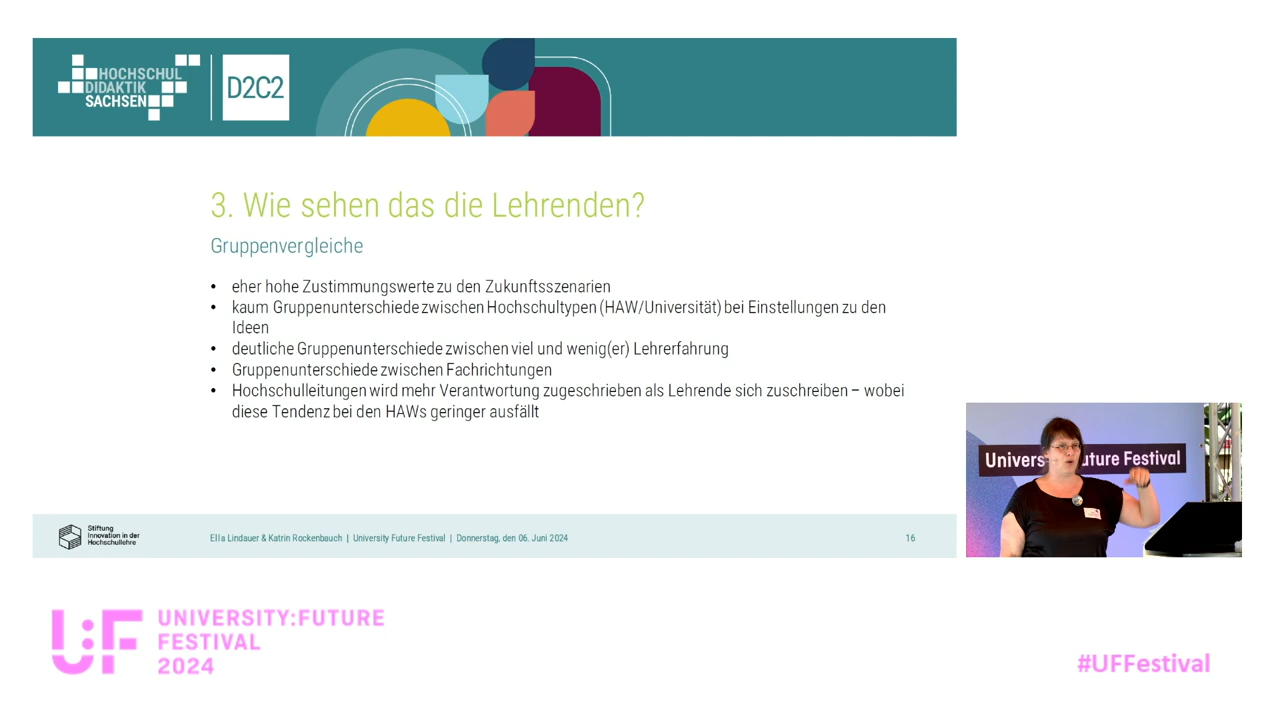 HOCHSCHUL
DIDAKTIK
SACHSEN
D2C2
3. Wie sehen das die Lehrenden?
Gruppenvergleiche
• eher hohe Zustimmungswerte zu den Zukunftsszenarien
• kaum Gruppenunterschiede zwischen Hochschultypen (HAW/Universität) bei Einstellungen zu den
Ideen
• deutliche Gruppenunterschiede zwischen viel und wenig(er) Lehrerfahrung
• Gruppenunterschiede zwischen Fachrichtungen
• Hochschulleitungen wird mehr Verantwortung zugeschrieben als Lehrende sich zuschreiben – wobei
diese Tendenz bei den HAWs geringer ausfällt
Univers uture Festival
Stiftung
Innovation in der
Hochschullehre
Ella Lindauer & Katrin Rockenbauch | University Future Festival | Donnerstag, den 06. Juni 2024
16
U:F
UNIVERSITY:FUTURE
FESTIVAL
2024
#UFFestival